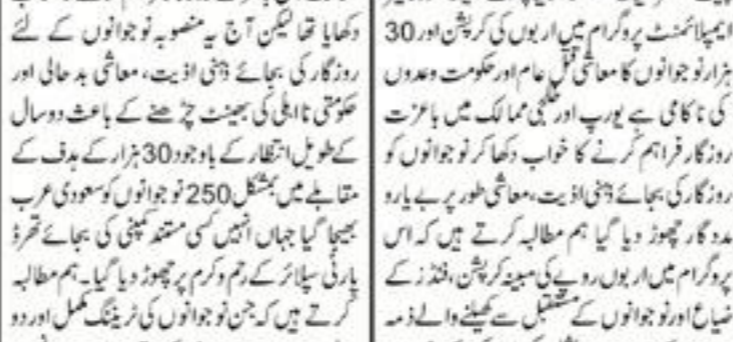 ایمپلائمنٹ پروگرام میں اربوں کی کرپشن اور 30
ہزار نوجوانوں کا معاشی قتل عام اور حکومت وعدوں
کی ناکامی ہے یورپ اور خلیجی ممالک میں باعزت
روزگار فراہم کرنے کا خواب دکھا کر نوجوانوں کو
روزگار کی بجائے ذہنی اذیت، معاشی طور پر بے یارو
مددگار چھوڑ دیا گیا ہم مطالبہ کرتے ہیں کہ اس
پروگرام میں اربوں روپے کی مبینہ کرپشن، فنڈز کے
ضیاع اور نوجوانوں کے مستقبل سے کھیلنے والے ذمہ
دکھایا تھا لیکن آج یہ منصوبہ نوجوانوں کے لئے
روزگار کی بجائے ذہنی اذیت، معاشی بدحالی اور
حکومتی نااہلی کی بھینٹ چڑھنے کے باعث دو سال
کے طویل انتظار کے باوجود 30 ہزار کے ہدف کے
مقابلے میں بمشکل 250 نوجوانوں کو سعودی عرب
بھیجا گیا جہاں انہیں کسی مستند کمپنی کی بجائے تھرڈ
پارٹی سپلائر کے رحم و کرم پر چھوڑ دیا گیا۔ ہم مطالبہ
کرتے ہیں کہ جن نوجوانوں کی ٹریننگ مکمل اور دو